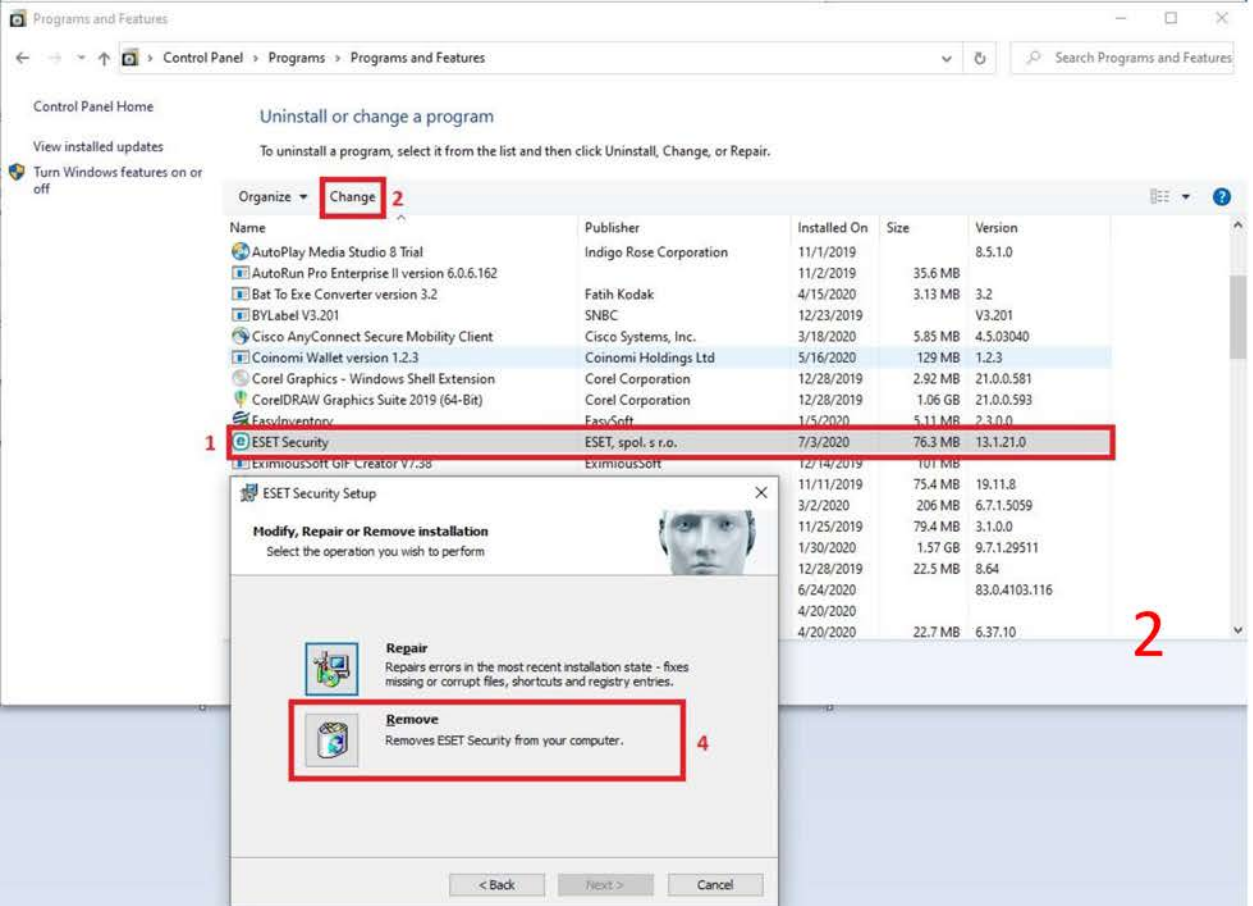 Programs and Features
Control Panel > Programs > Programs and Features
Search Programs and Features
Control Panel Home
View installed updates
Turn Windows features on or
off
Uninstall or change a program
To uninstall a program, select it from the list and then click Uninstall, Change, or Repair.
Organize Change 2
Name Publisher Installed On Size Version
AutoPlay Media Studio 8 Trial Indigo Rose Corporation 11/1/2019 8.5.1.0
AutoRun Pro Enterprise II version 6.0.6.162 11/2/2019 35.6 MB
Bat To Exe Converter version 3.2 Fatih Kodak 4/15/2020 3.13 MB 3.2
BYLabel V3.201 SNBC 12/23/2019 V3.201
Cisco AnyConnect Secure Mobility Client Cisco Systems, Inc. 3/18/2020 5.85 MB 4.5.03040
Coinomi Wallet version 1.2.3 Coinomi Holdings Ltd 5/16/2020 129 MB 1.2.3
Corel Graphics - Windows Shell Extension Corel Corporation 12/28/2019 2.92 MB 21.0.0.581
CorelDRAW Graphics Suite 2019 (64-Bit) Corel Corporation 12/28/2019 1.06 GB 21.0.0.593
EasyInventory EasySoft 1/5/2020 5.11 MB 2.3.0.0
1 ESET Security ESET, spol. s r.o. 7/3/2020 76.3 MB 13.1.21.0
EximiousSoft GIF Creator V7.38 EximiousSoft 12/14/2019 101 MB
11/11/2019 75.4 MB 19.11.8
3/2/2020 206 MB 6.7.1.5059
11/25/2019 79.4 MB 3.1.0.0
1/30/2020 1.57 GB 9.7.1.29511
12/28/2019 22.5 MB 8.64
6/24/2020 83.0.4103.116
4/20/2020
4/20/2020 22.7 MB 6.37.10
2
ESET Security Setup
Modify, Repair or Remove installation
Select the operation you wish to perform
Repair
Repairs errors in the most recent installation state - fixes
missing or corrupt files, shortcuts and registry entries.
Remove
Removes ESET Security from your computer.
4
< Back Next > Cancel